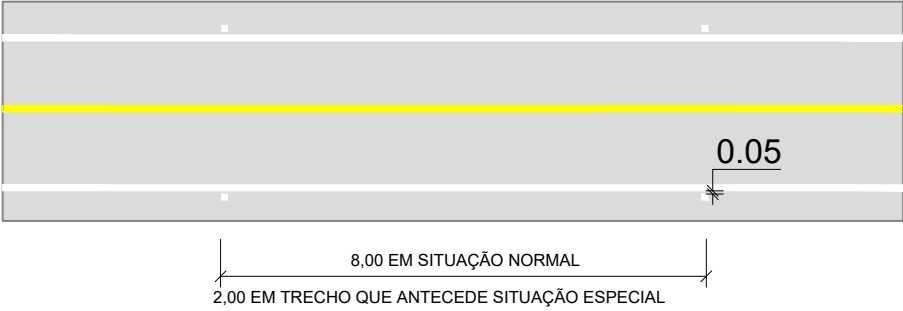 0.05
8,00 EM SITUAÇÃO NORMAL
2,00 EM TRECHO QUE ANTECEDE SITUAÇÃO ESPECIAL